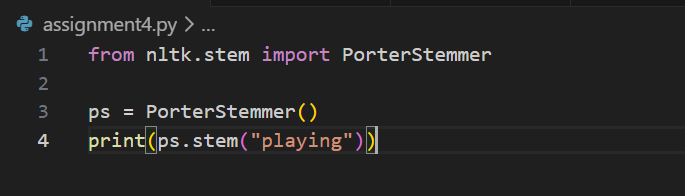 assignment4.py > ...
1 from nltk.stem import PorterStemmer
2
3 ps = PorterStemmer()
4 print(ps.stem("playing"))